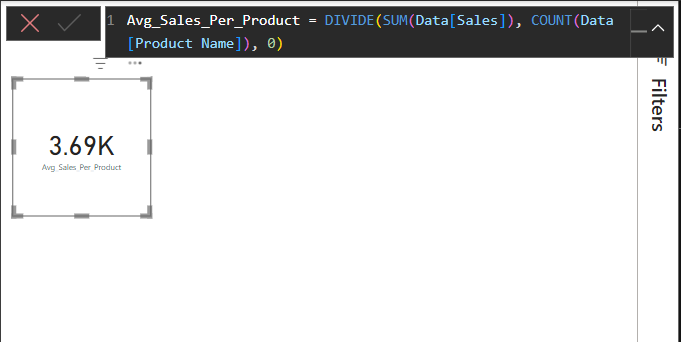 1 Avg_Sales_Per_Product = DIVIDE(SUM(Data[Sales]), COUNT(Data
[Product Name]), 0)
3.69K
Avg Sales Per Product
Filters